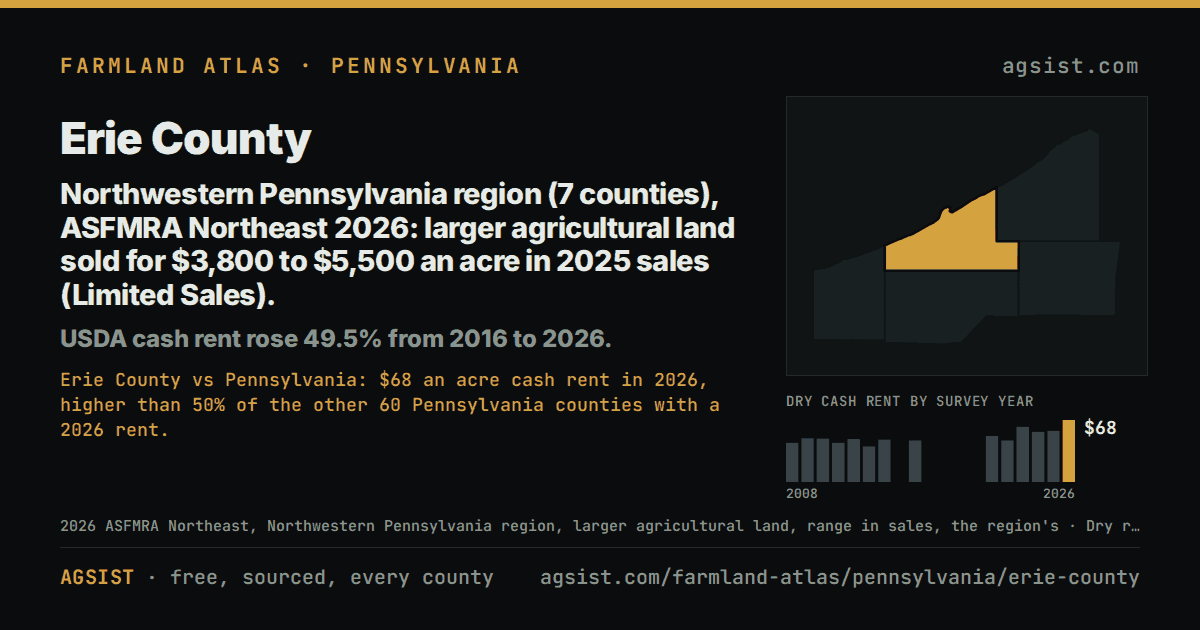 FARMLAND ATLAS · PENNSYLVANIA
agsist.com
Erie County
Northwestern Pennsylvania region (7 counties),
ASFMRA Northeast 2026: larger agricultural land
sold for $3,800 to $5,500 an acre in 2025 sales
(Limited Sales).
USDA cash rent rose 49.5% from 2016 to 2026.
Erie County vs Pennsylvania: $68 an acre cash rent in 2026,
higher than 50% of the other 60 Pennsylvania counties with a
2026 rent.
DRY CASH RENT BY SURVEY YEAR
$68
2008 2026
2026 ASFMRA Northeast, Northwestern Pennsylvania region, larger agricultural land, range in sales, the region's · Dry r…
AGSIST · free, sourced, every county
agsist.com/farmland-atlas/pennsylvania/erie-county